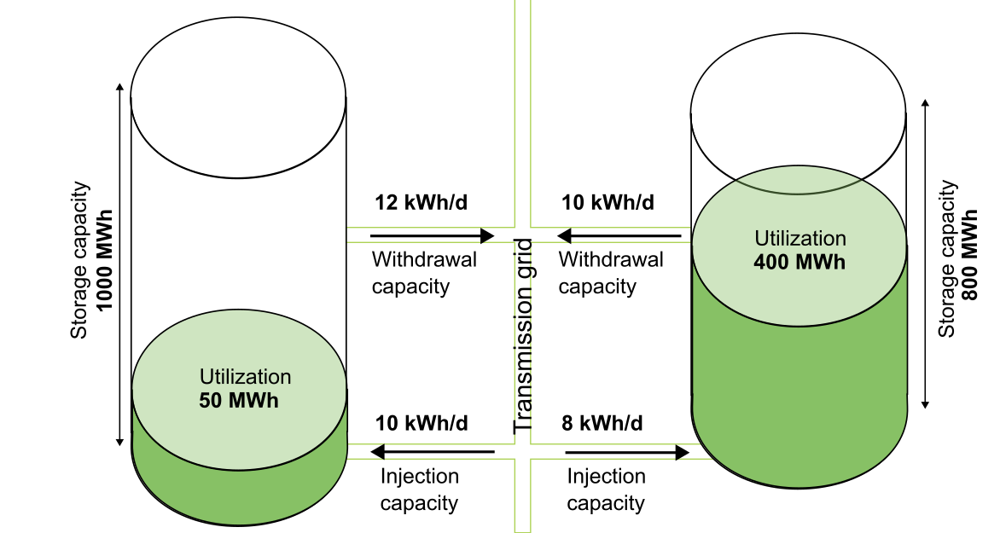 Storage capacity
1000 MWh
Utilization
50 MWh
12 kWh/d
Withdrawal
capacity
10 kWh/d
Injection
capacity
Transmission grid
10 kWh/d
Withdrawal
capacity
8 kWh/d
Injection
capacity
Utilization
400 MWh
Storage capacity
800 MWh